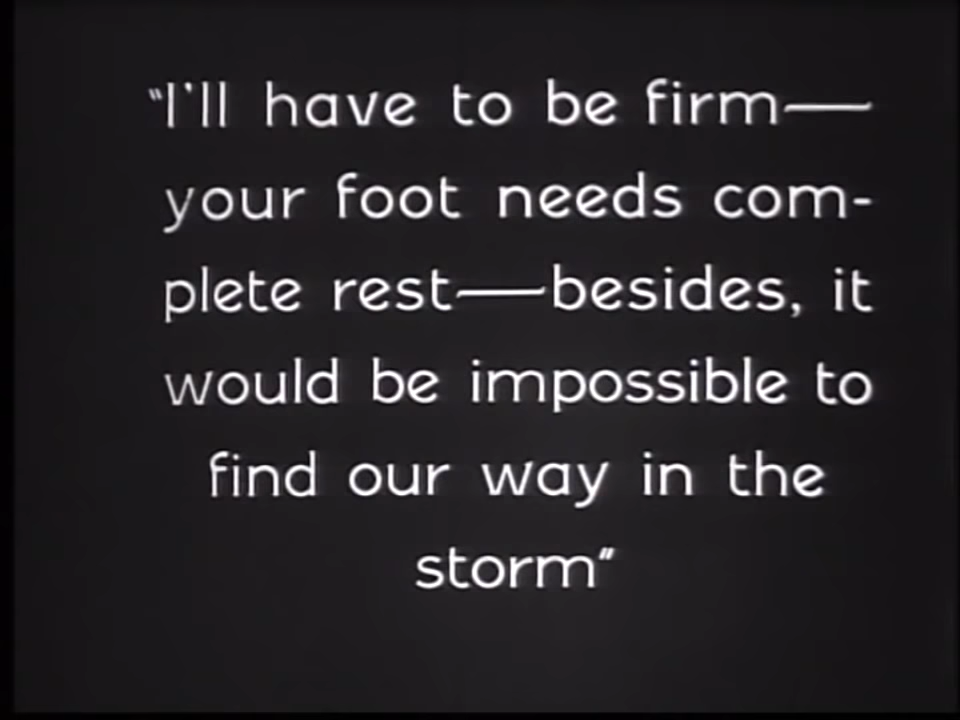 "I'll have to be firm—
your foot needs com-
plete rest—besides, it
would be impossible to
find our way in the
storm"